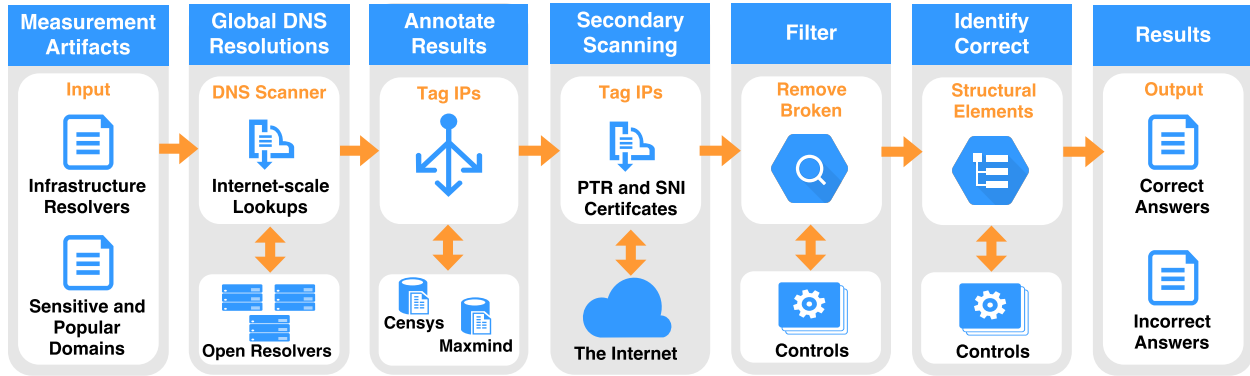 Measurement
Artifacts
Input
Infrastructure
Resolvers
Sensitive and
Popular
Domains
Global DNS
Resolutions
DNS Scanner
Internet-scale
Lookups
Open Resolvers
Annotate
Results
Tag IPs
Censys
Maxmind
Secondary
Scanning
Tag IPs
PTR and SNI
Certifcates
The Internet
Filter
Remove
Broken
Controls
Identify
Correct
Structural
Elements
Controls
Results
Output
Correct
Answers
Incorrect
Answers